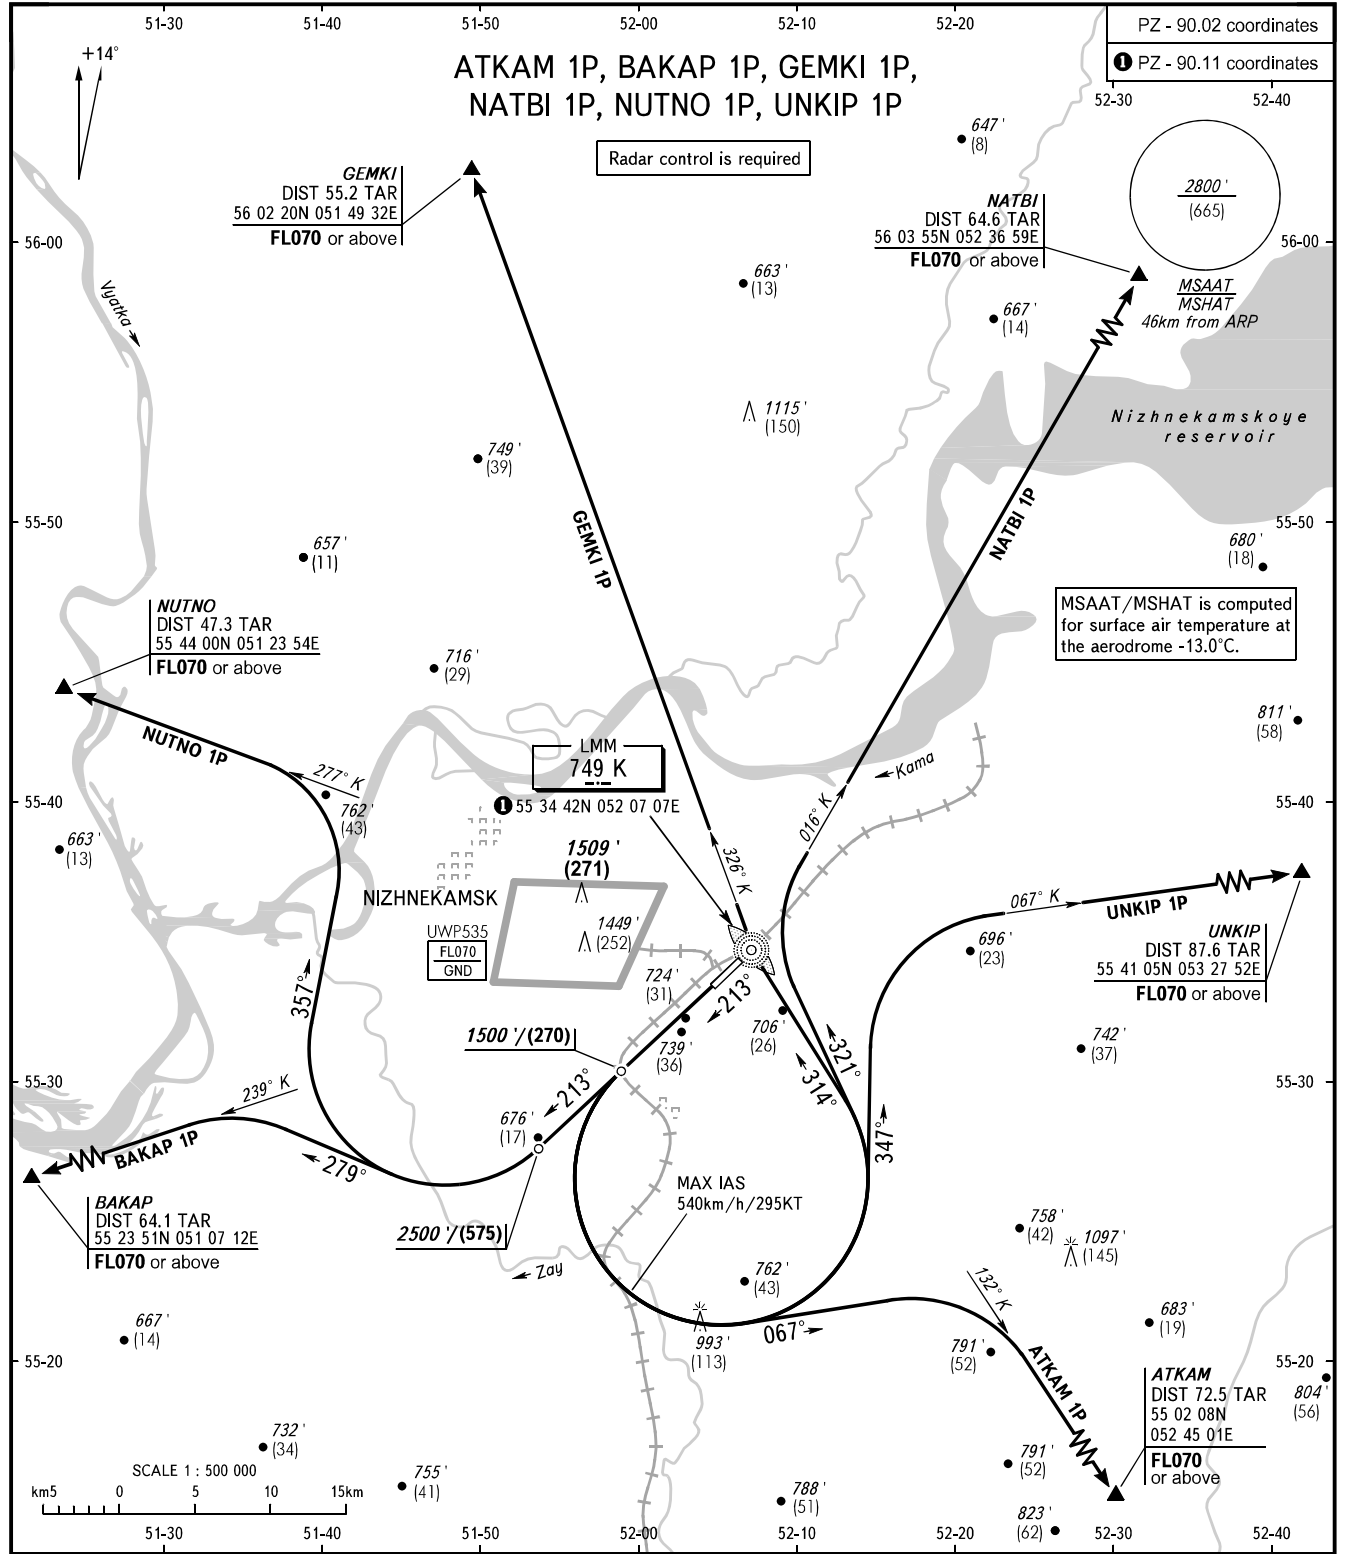 51-30
51-40
51-50
52-00
52-10
52-20
PZ - 90.02 coordinates
❶ PZ - 90.11 coordinates
52-30
52-40
+14°
ATKAM 1P, BAKAP 1P, GEMKI 1P,
NATBI 1P, NUTNO 1P, UNKIP 1P
Radar control is required
647'
(8)
2800'
(665)
MSAAT
MSHAT
46km from ARP
GEMKI
DIST 55.2 TAR
56 02 20N 051 49 32E
FL070 or above
NATBI
DIST 64.6 TAR
56 03 55N 052 36 59E
FL070 or above
56-00
56-00
Vyatka
663'
(13)
667'
(14)
1115'
(150)
Nizhnekamskoye
reservoir
749'
(39)
GEMKI 1P
NATBI 1P
55-50
55-50
657'
(11)
680'
(18)
MSAAT/MSHAT is computed
for surface air temperature at
the aerodrome -13.0°C.
NUTNO
DIST 47.3 TAR
55 44 00N 051 23 54E
FL070 or above
716'
(29)
811'
(58)
NUTNO 1P
277° K
762'
(43)
LMM
749 K
❶ 55 34 42N 052 07 07E
Kama
016° K
55-40
55-40
663'
(13)
1509'
(271)
326° K
NIZHNEKAMSK
1449'
(252)
UWP535
FL070
GND
067° K
UNKIP 1P
UNKIP
DIST 87.6 TAR
55 41 05N 053 27 52E
FL070 or above
696'
(23)
724'
(31)
213°
357°
1500'/(270)
739'
(36)
706'
(26)
321°
314°
742'
(37)
55-30
55-30
239° K
213°
347°
676'
(17)
BAKAP 1P
279°
BAKAP
DIST 64.1 TAR
55 23 51N 051 07 12E
FL070 or above
MAX IAS
540km/h/295KT
2500'/(575)
Zay
758'
(42)
1097'
(145)
762'
(43)
132° K
667'
(14)
993'
(113)
067°
683'
(19)
791'
(52)
55-20
55-20
ATKAM 1P
ATKAM
DIST 72.5 TAR
55 02 08N
052 45 01E
FL070
or above
804'
(56)
732'
(34)
SCALE 1 : 500 000
km5 0 5 10 15km
755'
(41)
791'
(52)
788'
(51)
823'
(62)
51-30
51-40
51-50
52-00
52-10
52-20
52-30
52-40